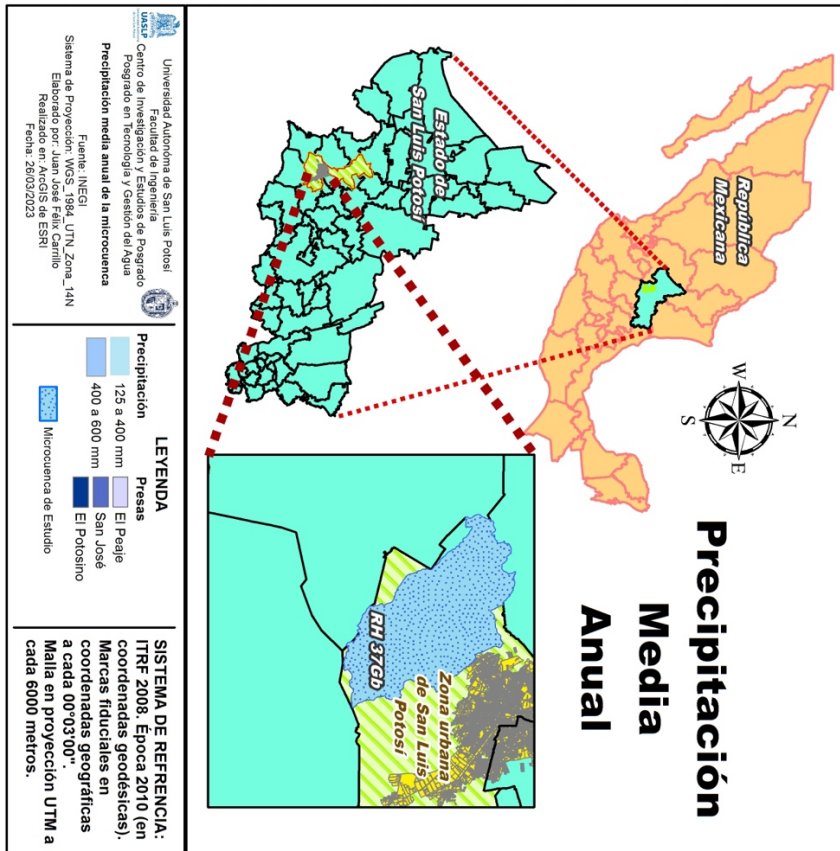 Precipitación
Media
Anual
N
W
E
S
República
Mexicana
Estado de
San Luis Potosí
RH 37Gb
Zona urbana
de San Luis
Potosí
UASLP
Universidad Autonóma de San Luis Potosí
Facultad de Ingeniería
Centro de Investigación y Estudios de Posgrado
Posgrado en Tecnología y Gestión del Agua
Precipitación media anual de la microcuenca
Fuente: INEGI
Sistema de Proyección: WGS_1984_UTN_Zona_14N
Elaborado por: Juan José Félix Carrillo
Realizado en: ArcGIS de ESRI
Fecha: 26/03/2023
LEYENDA
Precipitación
125 a 400 mm
400 a 600 mm
Presas
El Peaje
San José
El Potosino
Microcuenca de Estudio
SISTEMA DE REFRENCIA:
ITRF 2008. Época 2010 (en
coordenadas geodésicas).
Marcas fiduciales en
coordenadas geográficas
a cada 00°03'00".
Malla en proyección UTM a
cada 6000 metros.